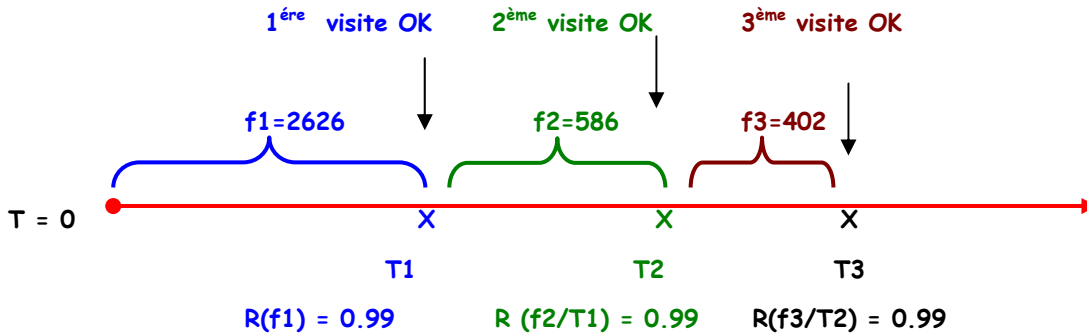 1ére visite OK 2ème visite OK 3ème visite OK
f1=2626 f2=586 f3=402
T = 0 X X X
T1 T2 T3
R(f1) = 0.99 R (f2/T1) = 0.99 R(f3/T2) = 0.99